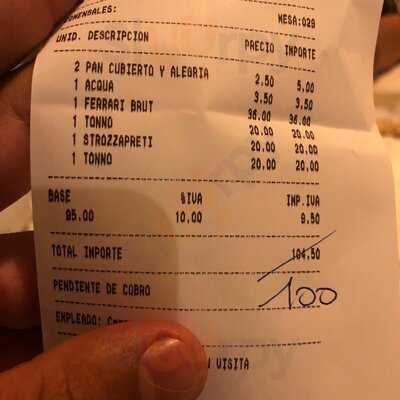 COMENSALES:
MESA:029
UNID. DESCRIPCION PRECIO IMPORTE
2 PAN CUBIERTO Y ALEGRIA 2,50 5,00
1 ACQUA 3,50 3,50
1 FERRARI BRUT 36,00 36,00
1 TONNO 20,00 20,00
1 STROZZAPRETI 20,00 20,00
1 TONNO 20,00 20,00
BASE %IVA IMP.IVA
95,00 10,00 9,50
TOTAL IMPORTE 104,50
PENDIENTE DE COBRO 100
EMPLEADO:
VISITA